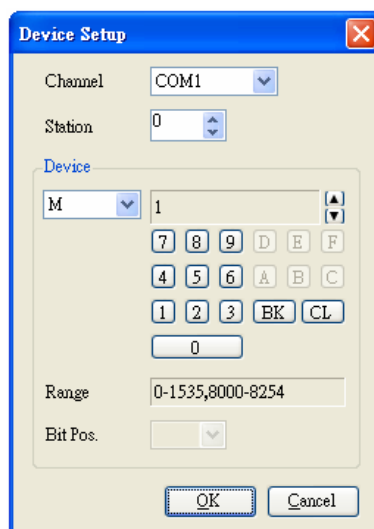 Device Setup
Channel COM1
Station 0
Device
M 1
7 8 9 D E F
4 5 6 A B C
1 2 3 BK CL
0
Range 0-1535,8000-8254
Bit Pos.
OK Cancel